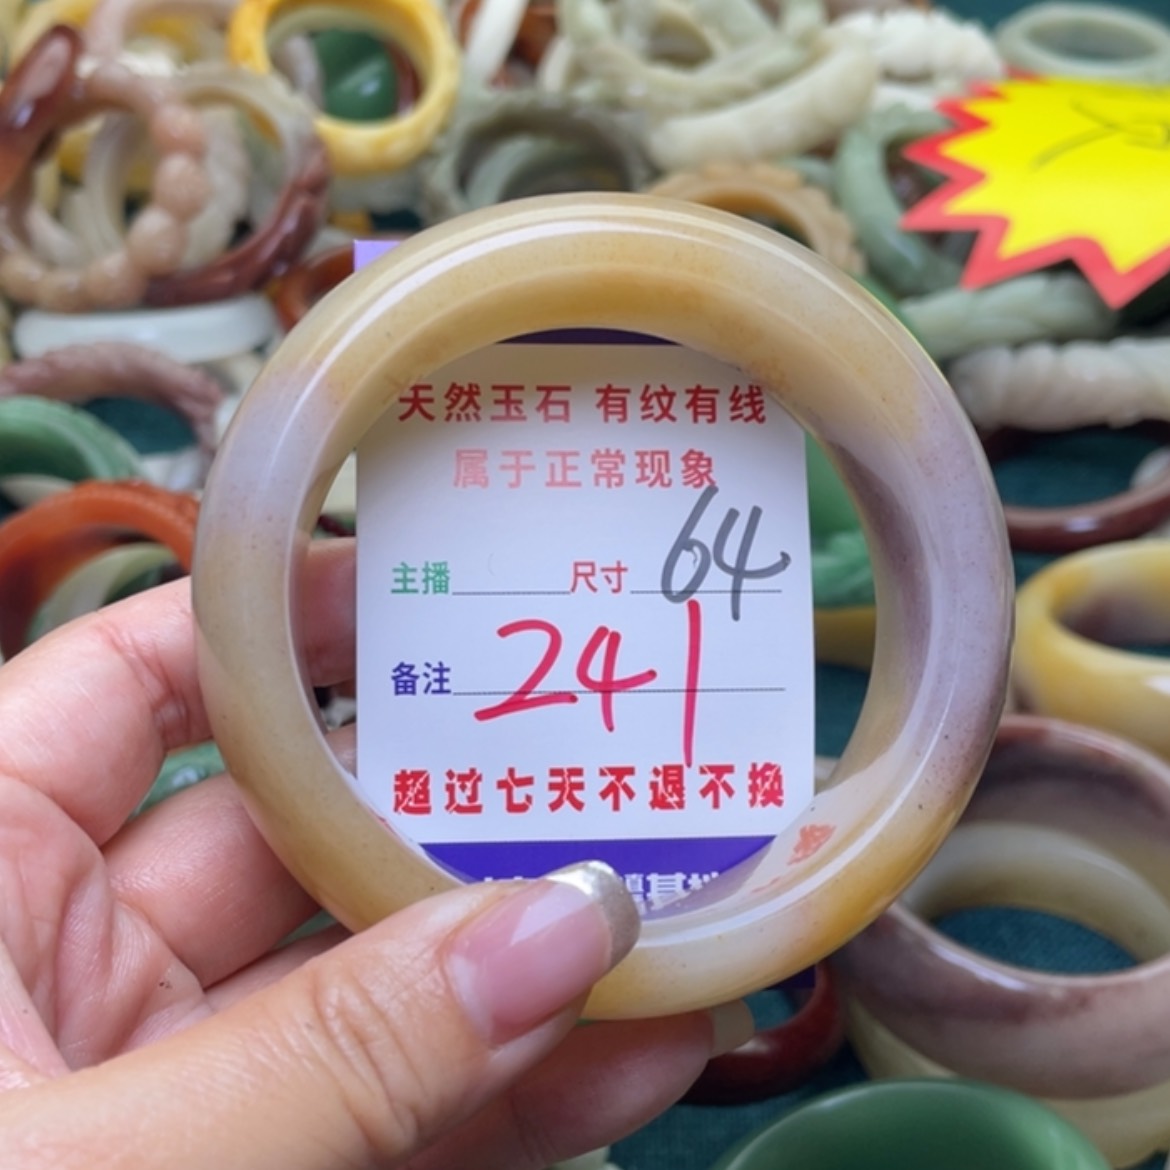 天然玉石 有纹有线
属于正常现象
主播 尺寸 64
备注 241
超过七天不退不换